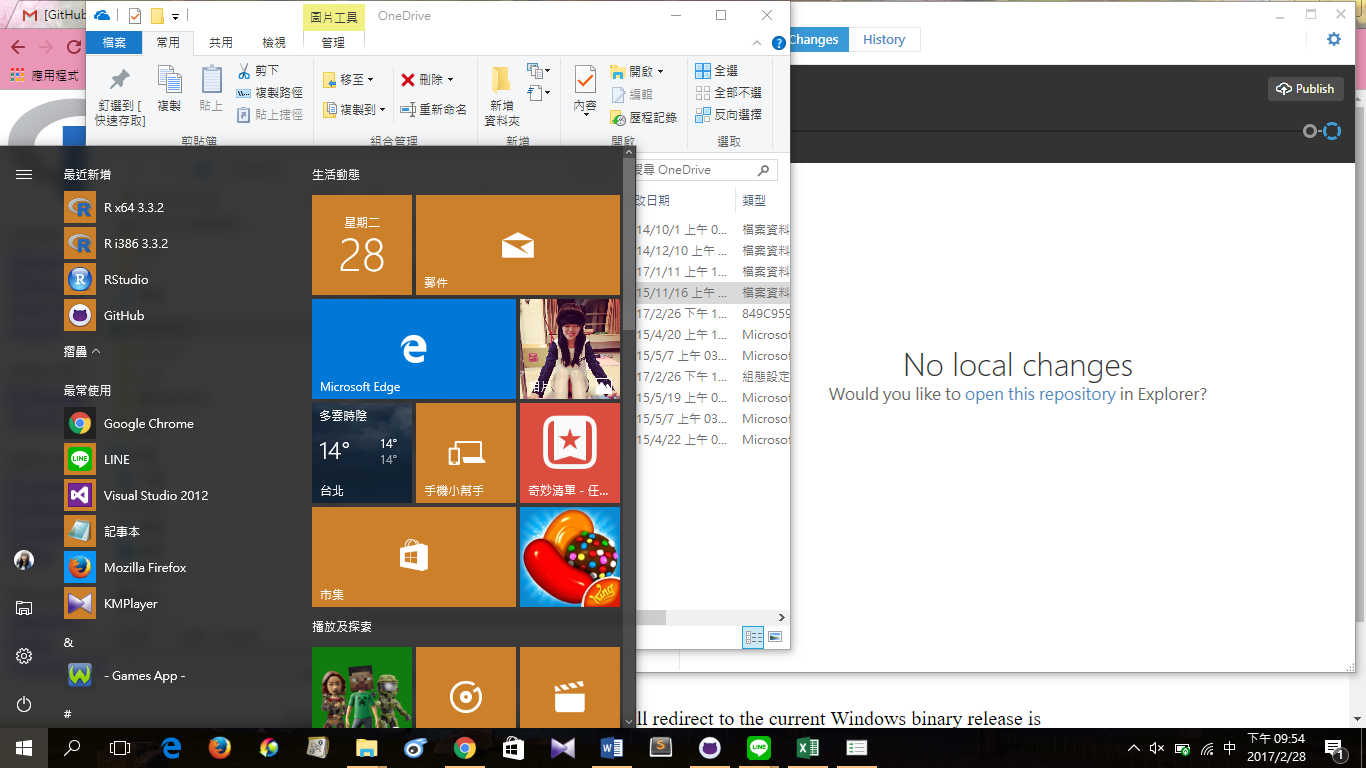 [GitHub
圖片工具
OneDrive
檔案
常用
共用
檢視
管理
Changes
History
應用程式
釘選到 [
快速存取]
複製
貼上
剪下
複製路徑
貼上捷徑
剪貼簿
移至
複製到
刪除
重新命名
組合管理
新增
資料夾
新增
內容
開啟
編輯
歷程記錄
開啟
全選
全部不選
反向選擇
選取
Publish
搜尋 OneDrive
改日期
類型
14/10/1 上午 0...
檔案資料
14/12/10 上午 ...
檔案資料
17/1/11 上午 1...
檔案資料
15/11/16 上午 ...
檔案資料
17/2/26 下午 1...
849C959
15/4/20 上午 1...
Microsof
15/5/7 上午 03...
Microsof
17/2/26 下午 1...
組態設定
15/5/19 上午 0...
Microsof
15/5/7 上午 03...
Microsof
15/4/22 上午 0...
Microsof
No local changes
Would you like to open this repository in Explorer?
最近新增
R x64 3.3.2
R i386 3.3.2
RStudio
GitHub
摺疊
最常使用
Google Chrome
LINE
Visual Studio 2012
記事本
Mozilla Firefox
KMPlayer
&
- Games App -
#
生活動態
星期二
28
郵件
Microsoft Edge
相片
多雲時陰
14°
14°
14°
台北
手機小幫手
奇妙清單 - 任...
市集
King
播放及探索
ll redirect to the current Windows binary release is
中
下午 09:54
2017/2/28
1